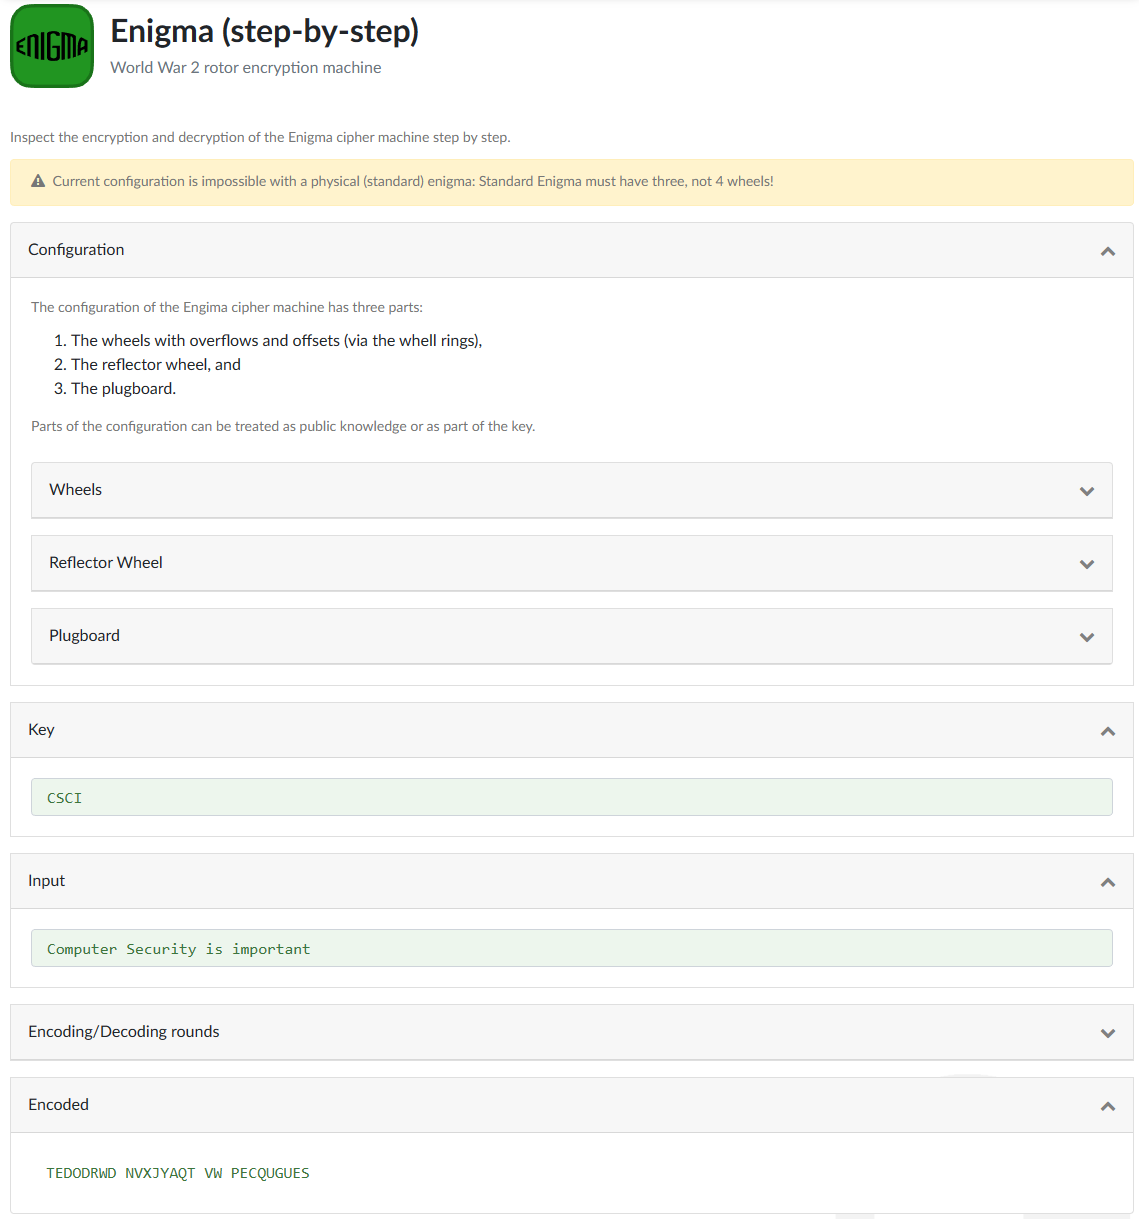 ENIGMA
Enigma (step-by-step)
World War 2 rotor encryption machine
Inspect the encryption and decryption of the Enigma cipher machine step by step.
Current configuration is impossible with a physical (standard) enigma: Standard Enigma must have three, not 4 wheels!
Configuration
The configuration of the Engima cipher machine has three parts:
1. The wheels with overflows and offsets (via the whell rings),
2. The reflector wheel, and
3. The plugboard.
Parts of the configuration can be treated as public knowledge or as part of the key.
Wheels
Reflector Wheel
Plugboard
Key
CSCI
Input
Computer Security is important
Encoding/Decoding rounds
Encoded
TEDODRWD NVXJYAQT VW PECQUGUES